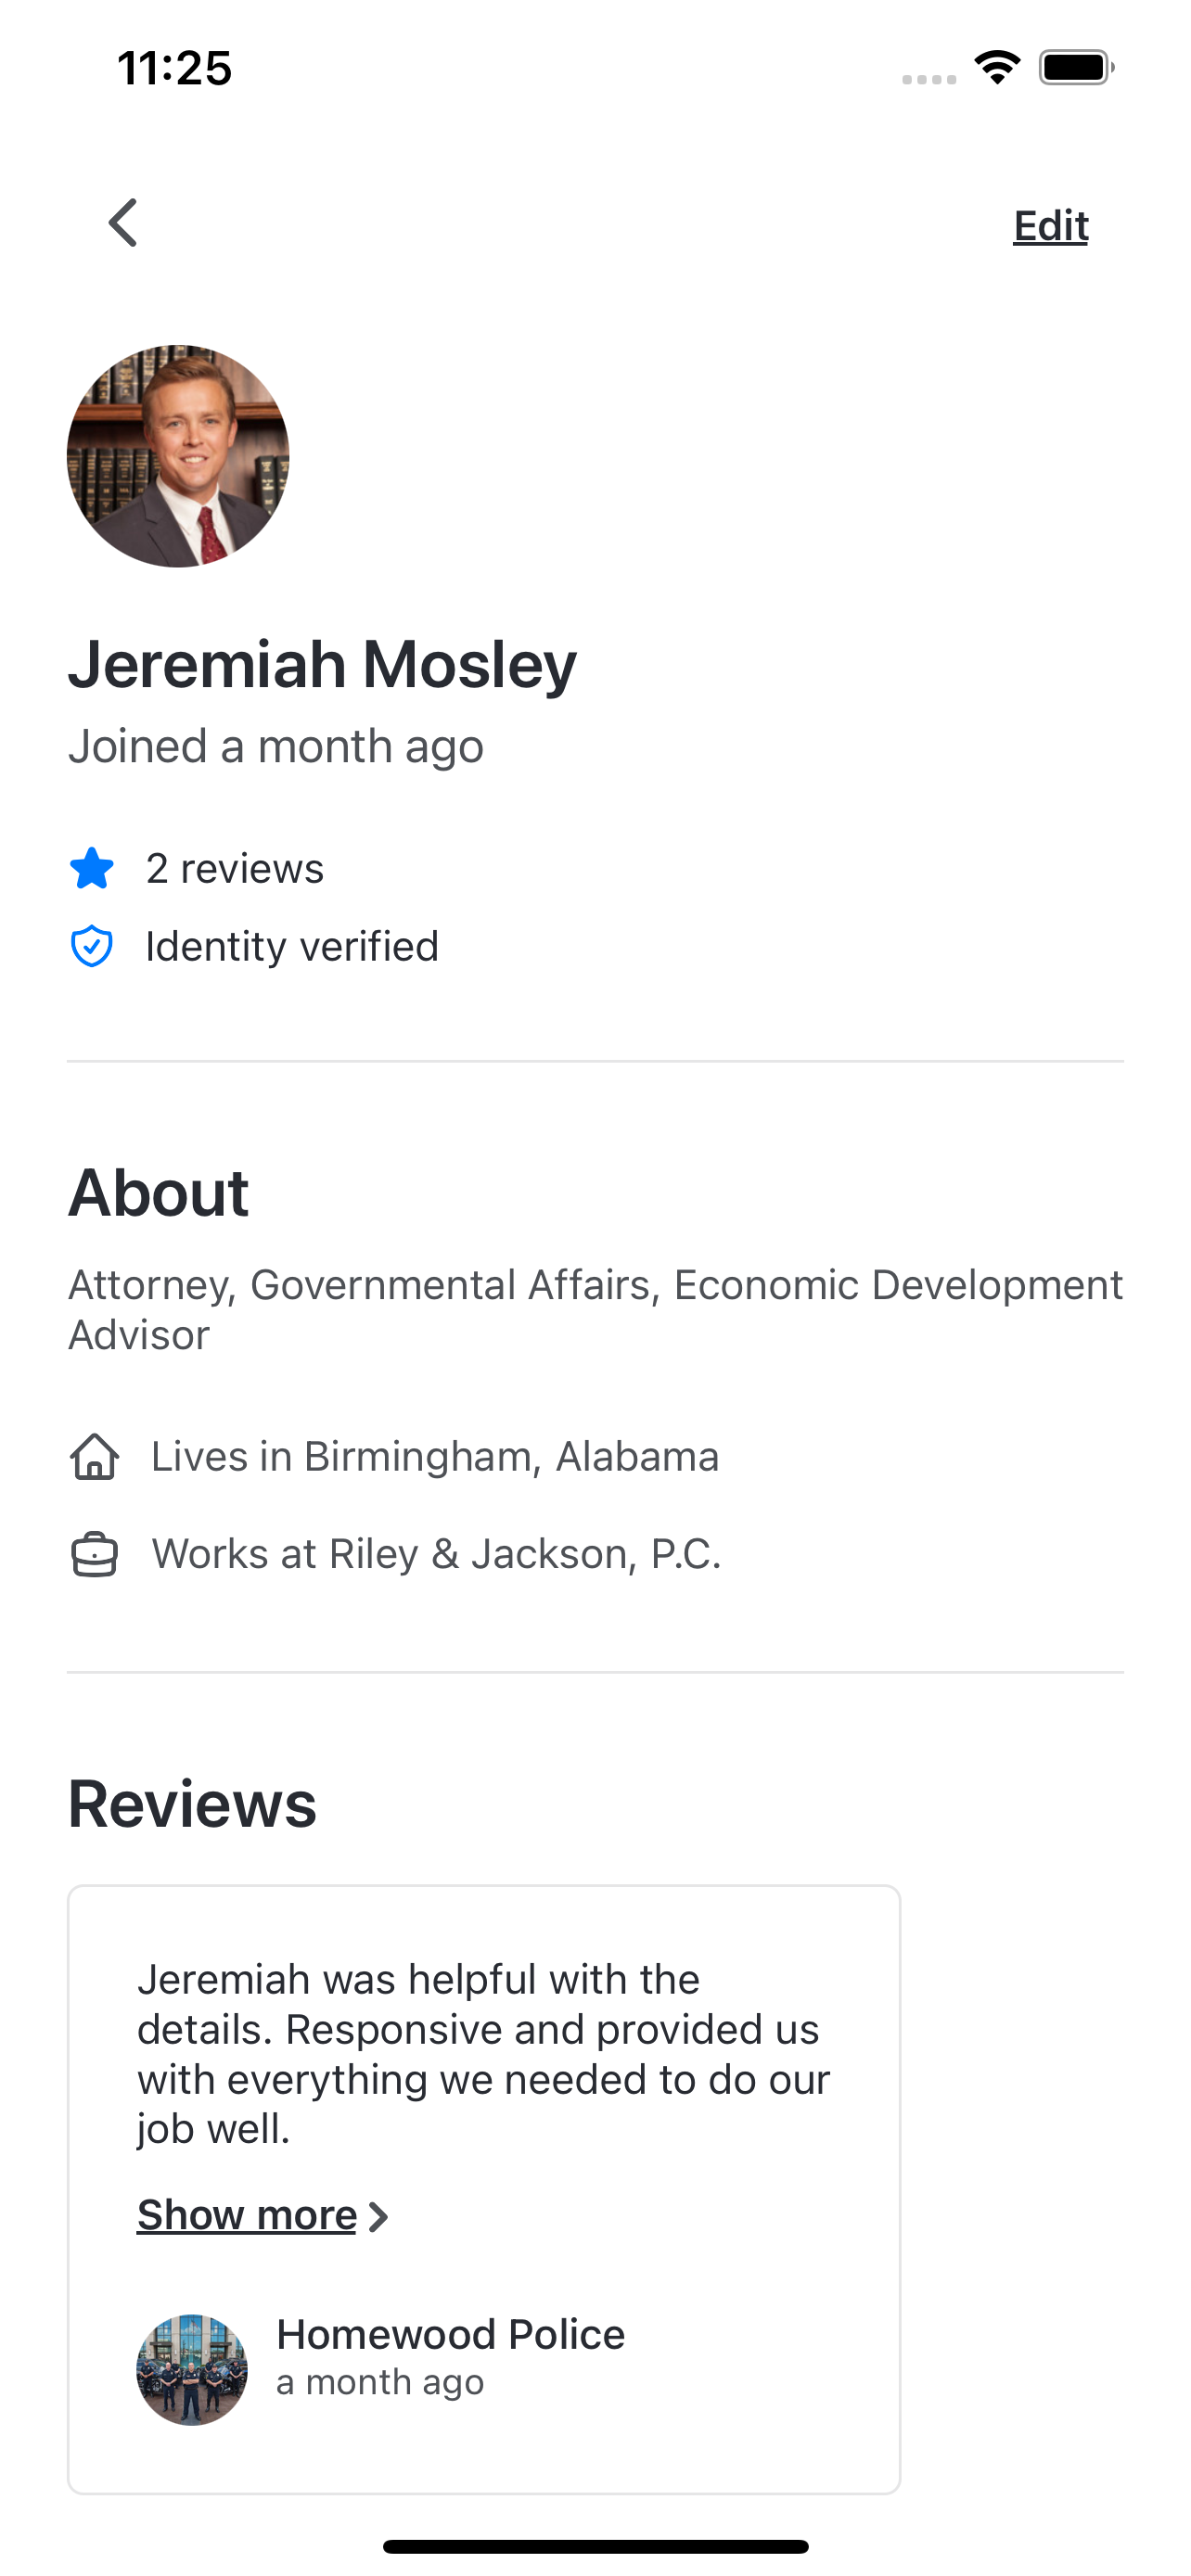 11:25
Edit
Jeremiah Mosley
Joined a month ago
2 reviews
Identity verified
About
Attorney, Governmental Affairs, Economic Development
Advisor
Lives in Birmingham, Alabama
Works at Riley & Jackson, P.C.
Reviews
Jeremiah was helpful with the
details. Responsive and provided us
with everything we needed to do our
job well.
Show more
Homewood Police
a month ago